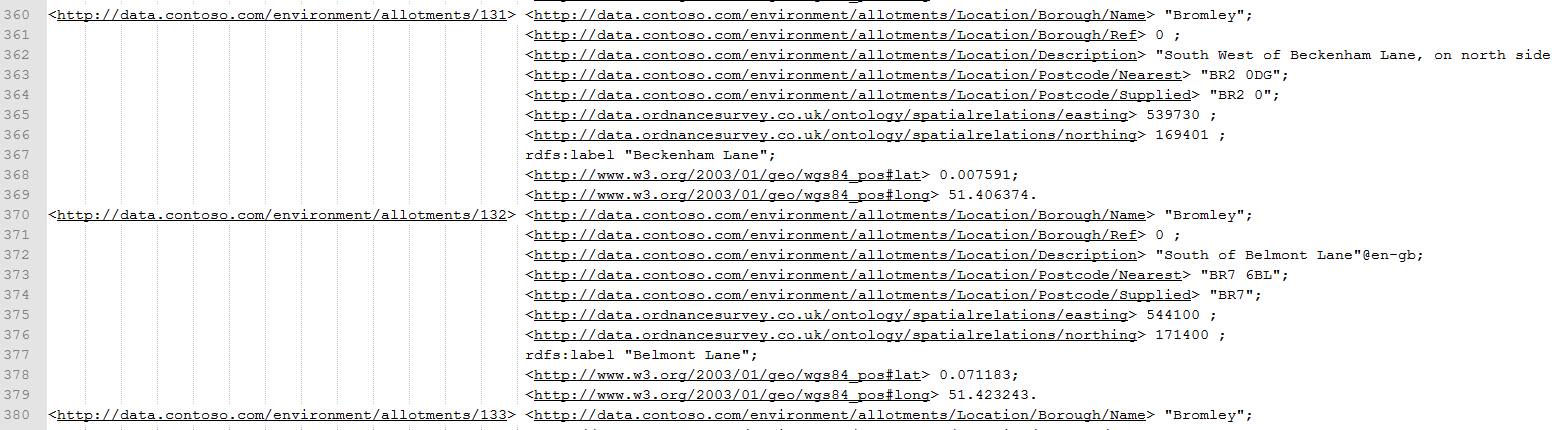 360 <http://data.contoso.com/environment/allotments/131> <http://data.contoso.com/environment/allotments/Location/Borough/Name> "Bromley";
361 <http://data.contoso.com/environment/allotments/Location/Borough/Ref> 0 ;
362 <http://data.contoso.com/environment/allotments/Location/Description> "South West of Beckenham Lane, on north side
363 <http://data.contoso.com/environment/allotments/Location/Postcode/Nearest> "BR2 0DG";
364 <http://data.contoso.com/environment/allotments/Location/Postcode/Supplied> "BR2 0";
365 <http://data.ordnancesurvey.co.uk/ontology/spatialrelations/easting> 539730 ;
366 <http://data.ordnancesurvey.co.uk/ontology/spatialrelations/northing> 169401 ;
367 rdfs:label "Beckenham Lane";
368 <http://www.w3.org/2003/01/geo/wgs84_pos#lat> 0.007591;
369 <http://www.w3.org/2003/01/geo/wgs84_pos#long> 51.406374.
370 <http://data.contoso.com/environment/allotments/132> <http://data.contoso.com/environment/allotments/Location/Borough/Name> "Bromley";
371 <http://data.contoso.com/environment/allotments/Location/Borough/Ref> 0 ;
372 <http://data.contoso.com/environment/allotments/Location/Description> "South of Belmont Lane"@en-gb;
373 <http://data.contoso.com/environment/allotments/Location/Postcode/Nearest> "BR7 6BL";
374 <http://data.contoso.com/environment/allotments/Location/Postcode/Supplied> "BR7";
375 <http://data.ordnancesurvey.co.uk/ontology/spatialrelations/easting> 544100 ;
376 <http://data.ordnancesurvey.co.uk/ontology/spatialrelations/northing> 171400 ;
377 rdfs:label "Belmont Lane";
378 <http://www.w3.org/2003/01/geo/wgs84_pos#lat> 0.071183;
379 <http://www.w3.org/2003/01/geo/wgs84_pos#long> 51.423243.
380 <http://data.contoso.com/environment/allotments/133> <http://data.contoso.com/environment/allotments/Location/Borough/Name> "Bromley";